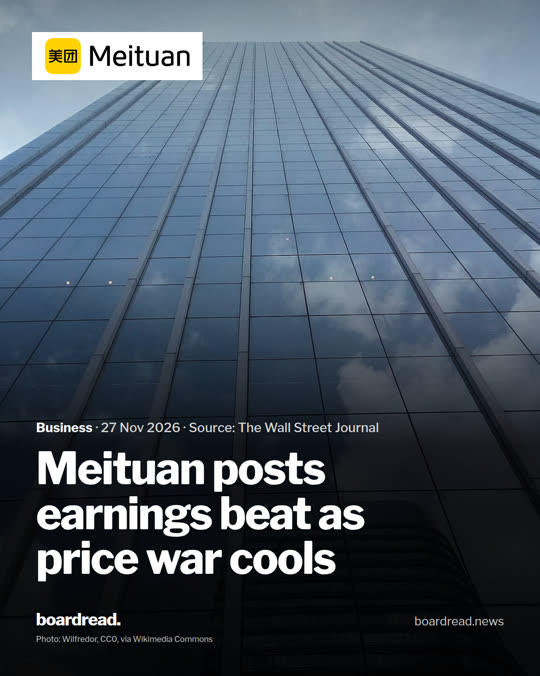 美团 Meituan
Business · 27 Nov 2026 · Source: The Wall Street Journal
Meituan posts
earnings beat as
price war cools
boardread.
boardread.news
Photo: Wilfredor, CC0, via Wikimedia Commons